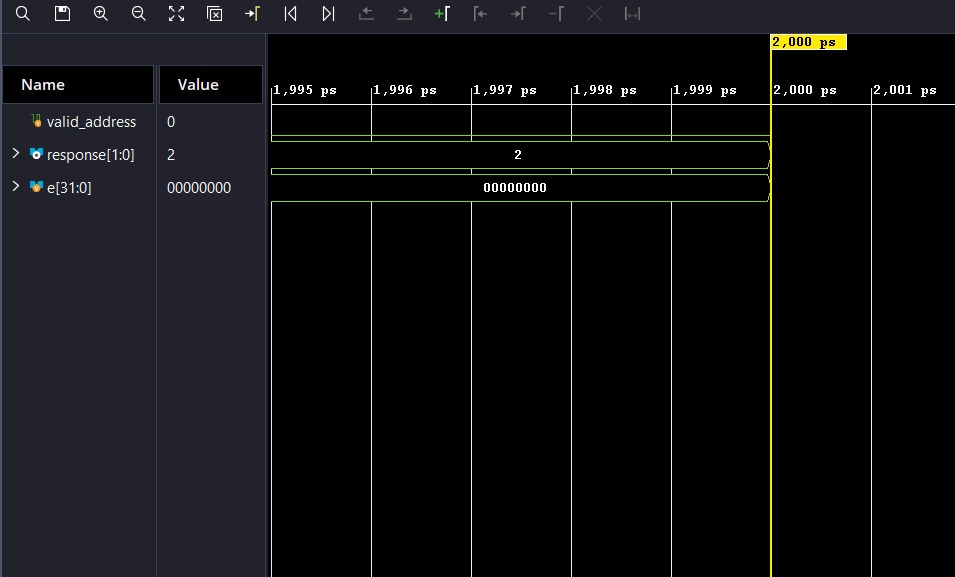 2,000 ps
Name Value
1,995 ps 1,996 ps 1,997 ps 1,998 ps 1,999 ps 2,000 ps 2,001 ps
valid_address 0
response[1:0] 2 2
e[31:0] 00000000 00000000